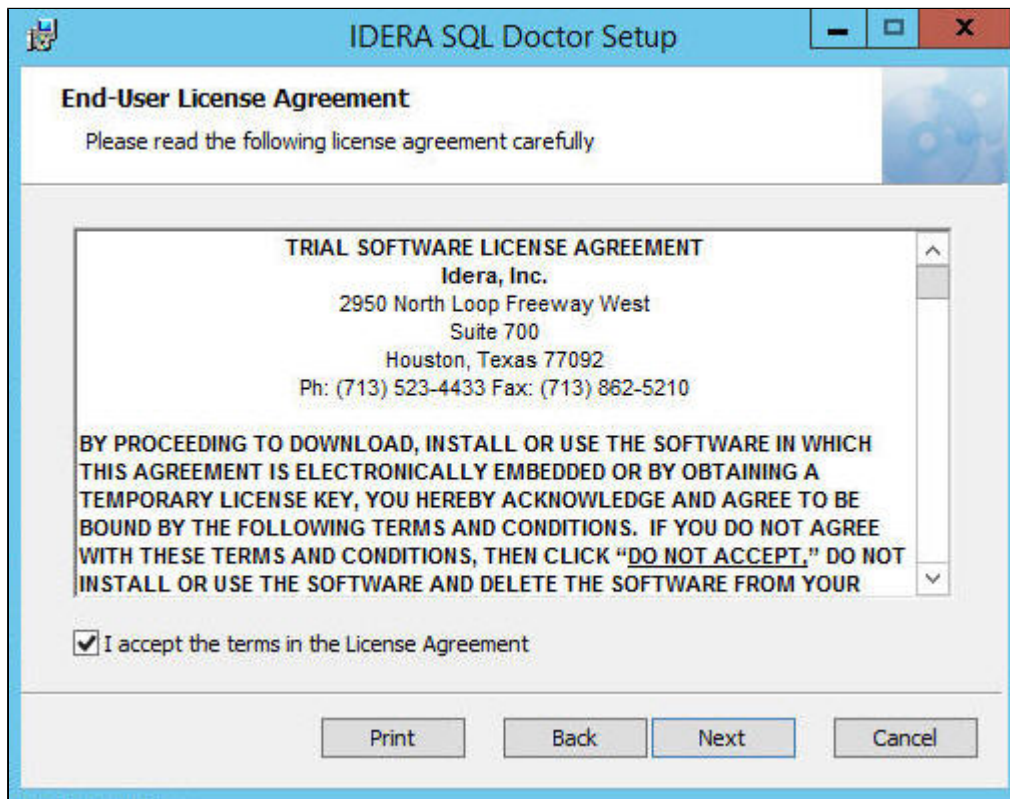 IDERA SQL Doctor Setup
End-User License Agreement
Please read the following license agreement carefully
TRIAL SOFTWARE LICENSE AGREEMENT
Idera, Inc.
2950 North Loop Freeway West
Suite 700
Houston, Texas 77092
Ph: (713) 523-4433 Fax: (713) 862-5210
BY PROCEEDING TO DOWNLOAD, INSTALL OR USE THE SOFTWARE IN WHICH
THIS AGREEMENT IS ELECTRONICALLY EMBEDDED OR BY OBTAINING A
TEMPORARY LICENSE KEY, YOU HEREBY ACKNOWLEDGE AND AGREE TO BE
BOUND BY THE FOLLOWING TERMS AND CONDITIONS.  IF YOU DO NOT AGREE
WITH THESE TERMS AND CONDITIONS, THEN CLICK “DO NOT ACCEPT,” DO NOT
INSTALL OR USE THE SOFTWARE AND DELETE THE SOFTWARE FROM YOUR
I accept the terms in the License Agreement
Print Back Next Cancel